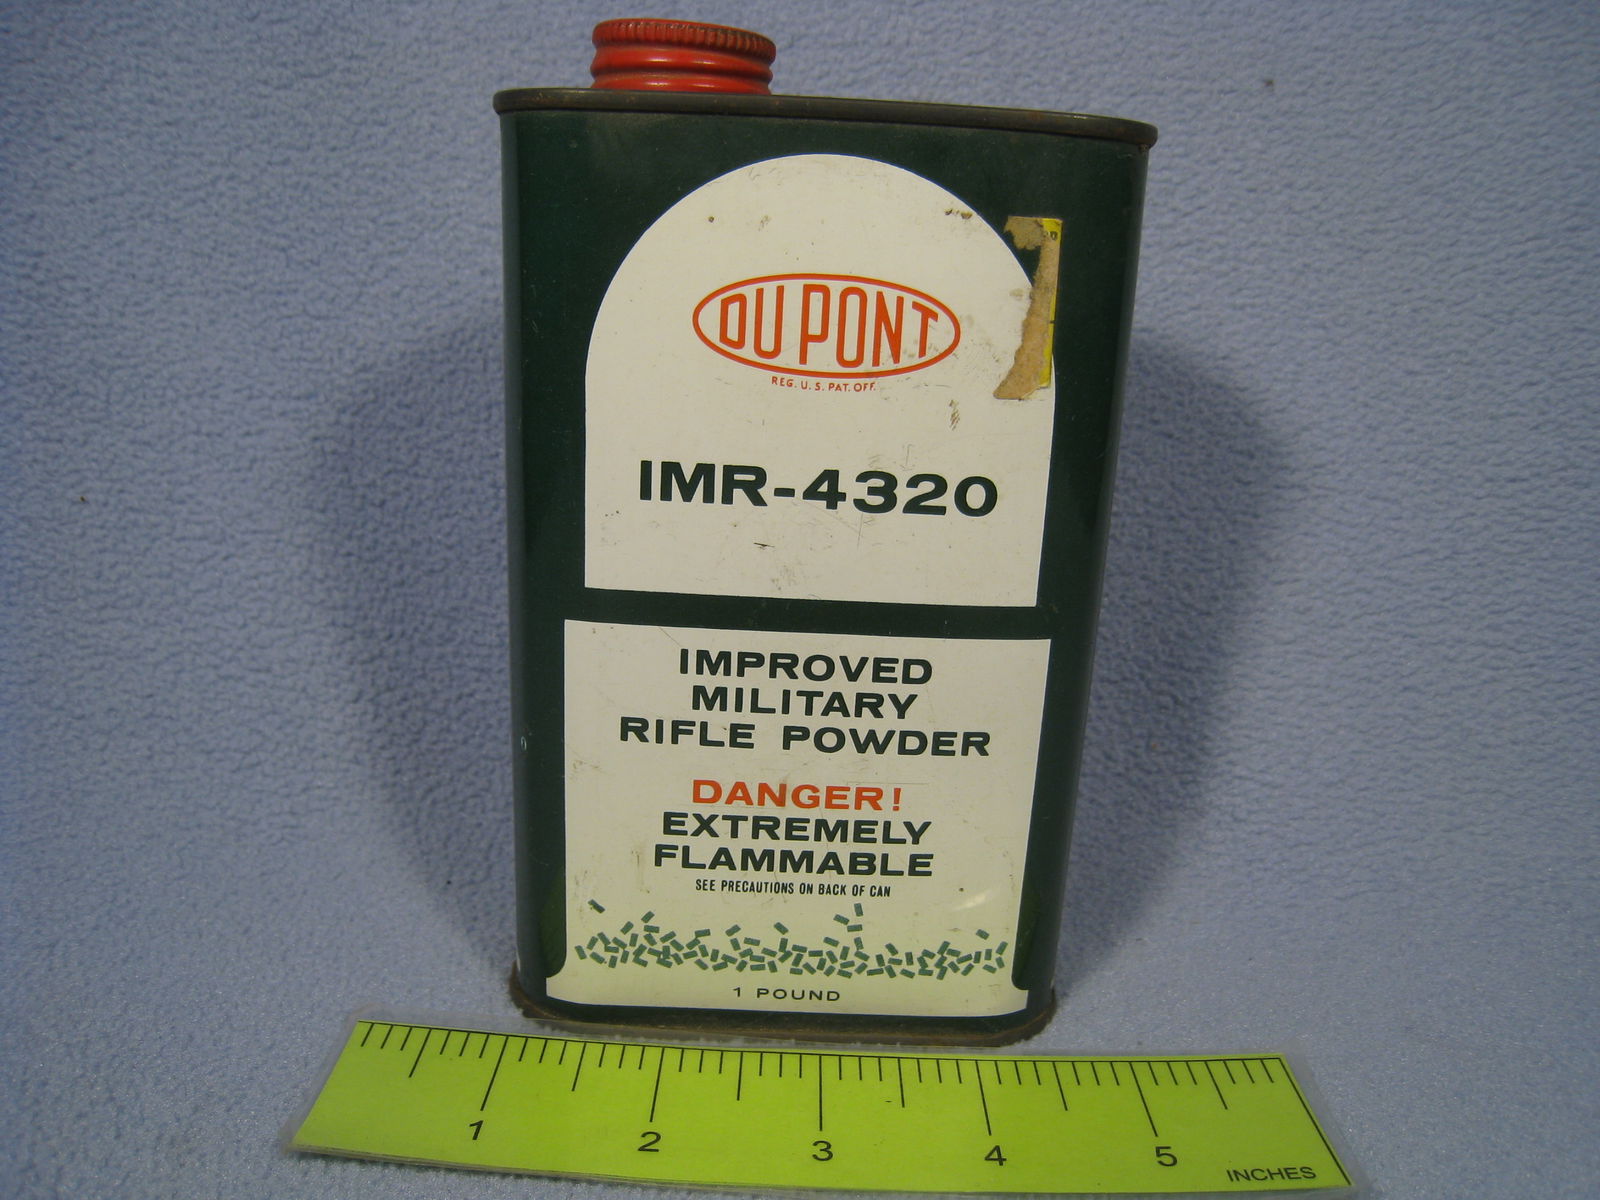 DU PONT
REG. U. S. PAT. OFF.
IMR-4320
IMPROVED
MILITARY
RIFLE POWDER
DANGER!
EXTREMELY
FLAMMABLE
SEE PRECAUTIONS ON BACK OF CAN
1 POUND
1 2 3 4 5 INCHES